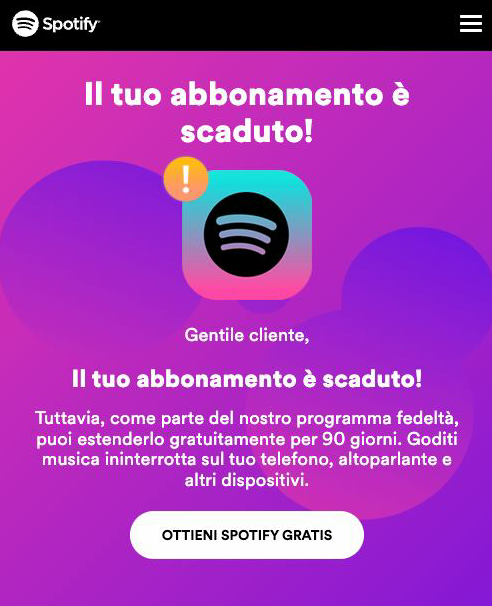 Spotify
Il tuo abbonamento è
scaduto!
!
Gentile cliente,
Il tuo abbonamento è scaduto!
Tuttavia, come parte del nostro programma fedeltà,
puoi estenderlo gratuitamente per 90 giorni. Goditi
musica ininterrotta sul tuo telefono, altoparlante e
altri dispositivi.
OTTIENI SPOTIFY GRATIS